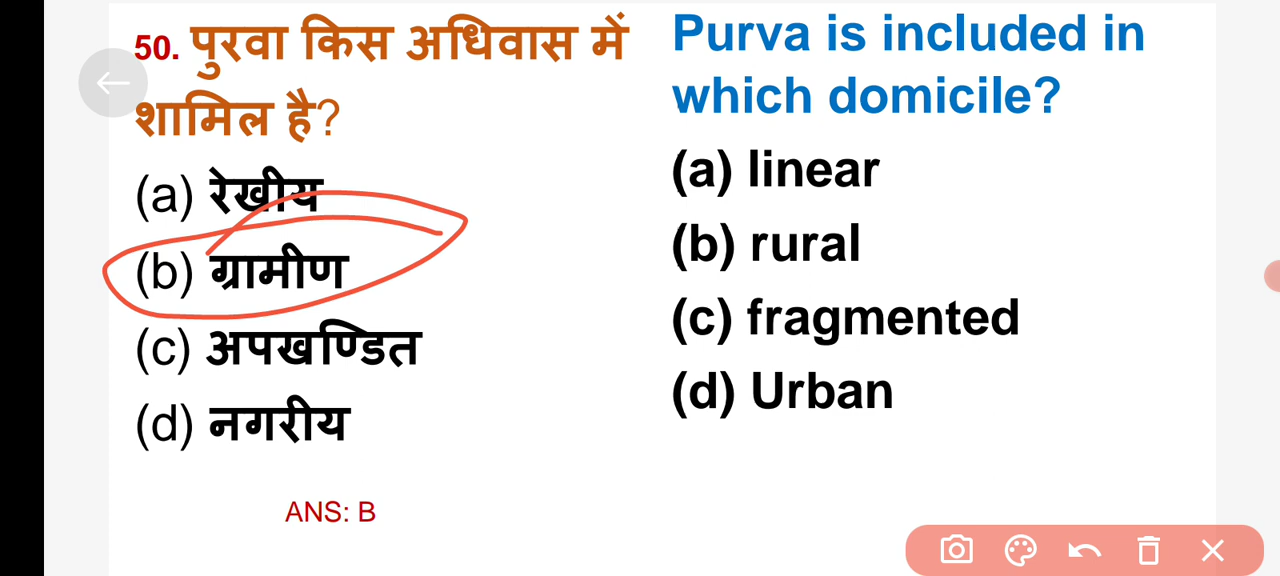 50. पुरवा किस अधिवास में
शामिल है?
(a) रेखीय
(b) ग्रामीण
(c) अपखण्डित
(d) नगरीय
ANS: B
Purva is included in
which domicile?
(a) linear
(b) rural
(c) fragmented
(d) Urban